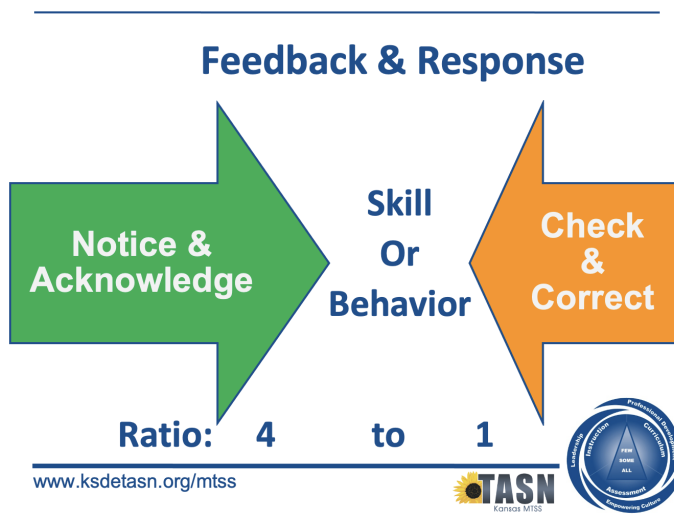 Feedback & Response
Notice &
Acknowledge
Skill
Or
Behavior
Check
&
Correct
Ratio: 4 to 1
www.ksdetasn.org/mtss
TASN
Kansas MTSS
Leadership
Professional Development
Empowering Culture
Instruction
Curriculum
Assessment
FEW
SOME
ALL